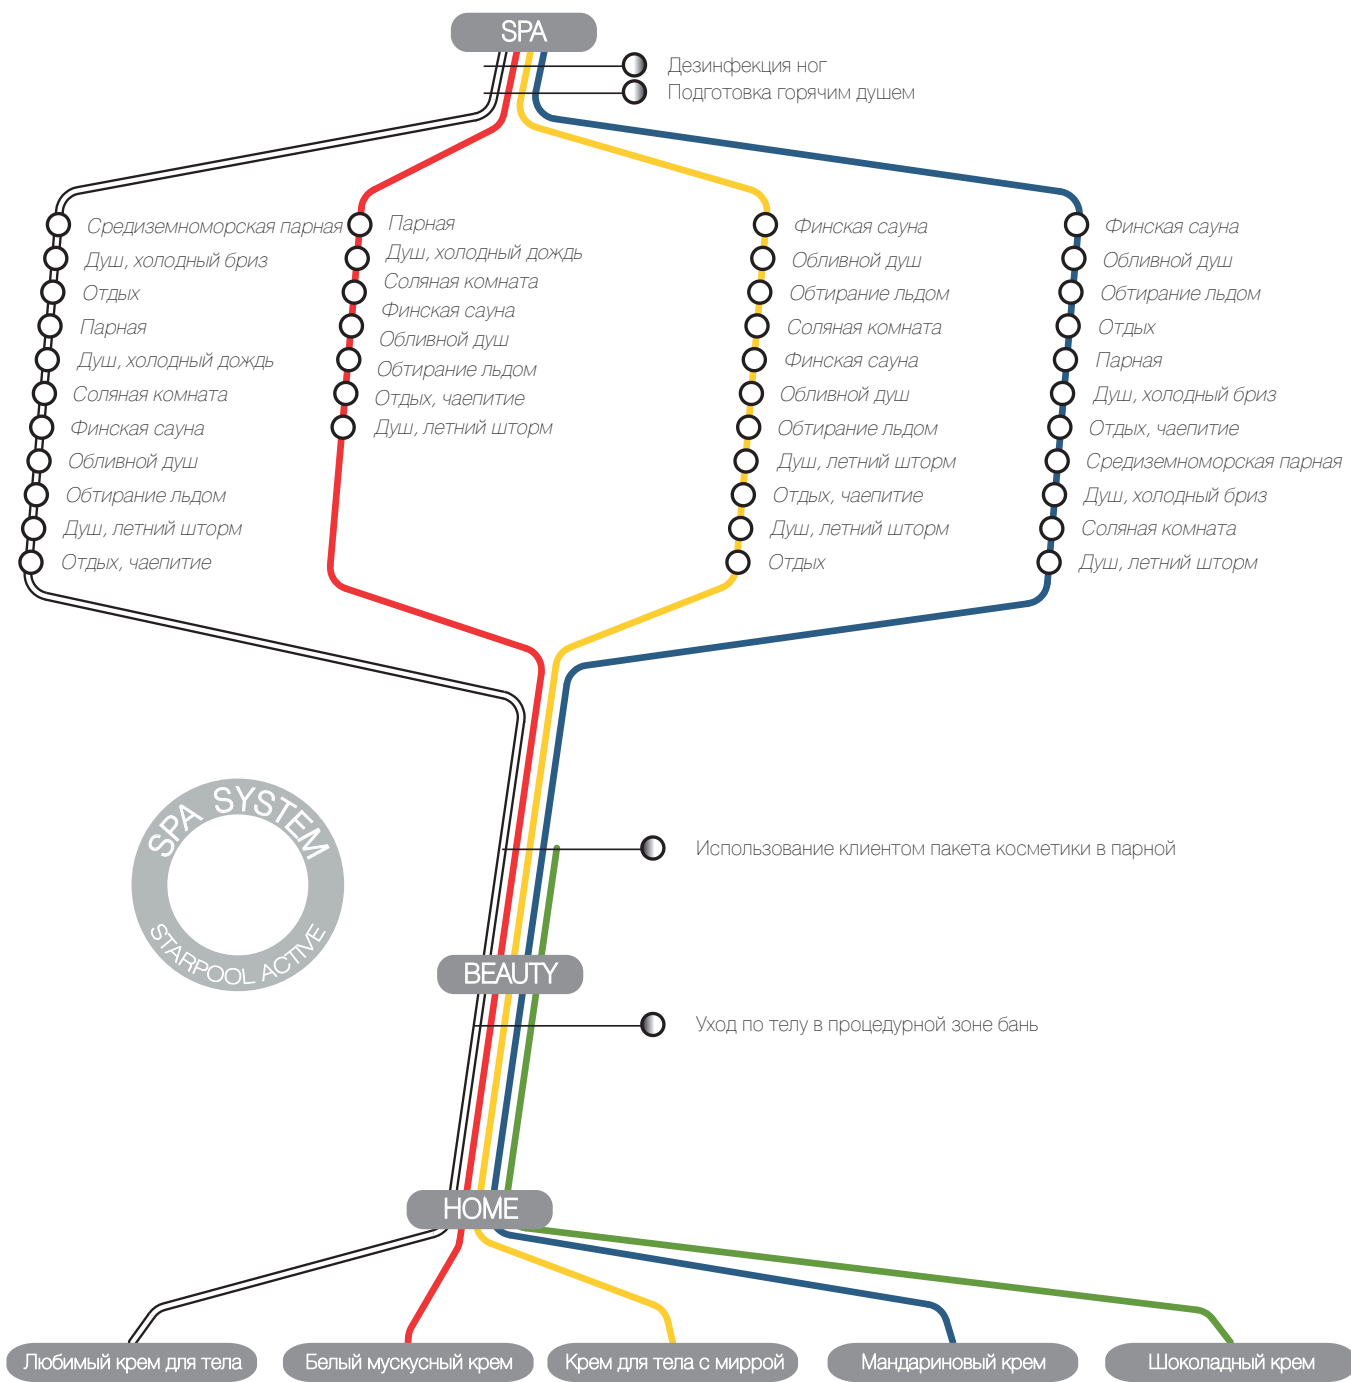 SPA
Дезинфекция ног
Подготовка горячим душем
Средиземноморская парная
Душ, холодный бриз
Отдых
Парная
Душ, холодный дождь
Соляная комната
Финская сауна
Обливной душ
Обтирание льдом
Душ, летний шторм
Отдых, чаепитие
Парная
Душ, холодный дождь
Соляная комната
Финская сауна
Обливной душ
Обтирание льдом
Отдых, чаепитие
Душ, летний шторм
Финская сауна
Обливной душ
Обтирание льдом
Соляная комната
Финская сауна
Обливной душ
Обтирание льдом
Душ, летний шторм
Отдых, чаепитие
Душ, летний шторм
Отдых
Финская сауна
Обливной душ
Обтирание льдом
Отдых
Парная
Душ, холодный бриз
Отдых, чаепитие
Средиземноморская парная
Душ, холодный бриз
Соляная комната
Душ, летний шторм
SPA SYSTEM
STARPOOL ACTIVE
Использование клиентом пакета косметики в парной
BEAUTY
Уход по телу в процедурной зоне бань
HOME
Любимый крем для тела
Белый мускусный крем
Крем для тела с миррой
Мандариновый крем
Шоколадный крем